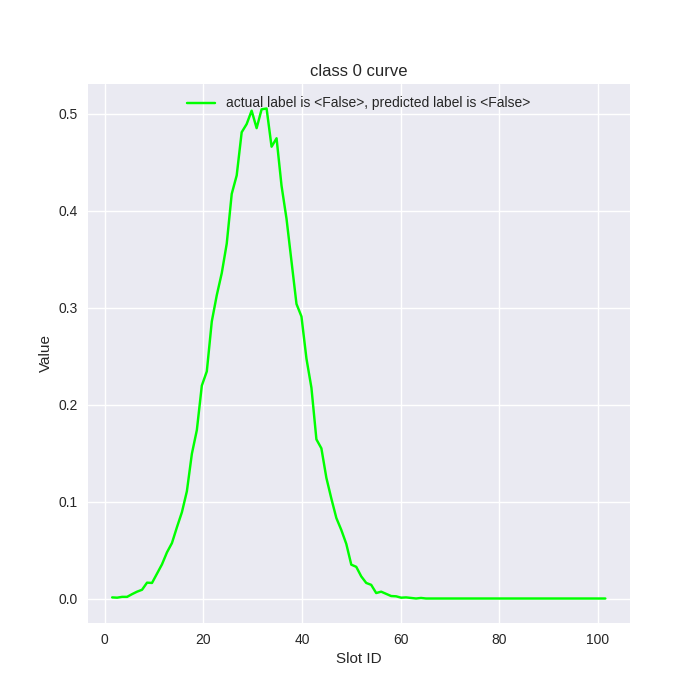 class 0 curve
actual label is <False>, predicted label is <False>
0.5
0.4
0.3
0.2
0.1
0.0
Value
0 20 40 60 80 100
Slot ID